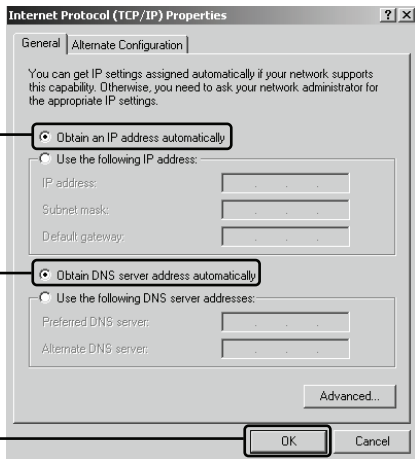 Internet Protocol (TCP/IP) Properties
General
Alternate Configuration
You can get IP settings assigned automatically if your network supports
this capability. Otherwise, you need to ask your network administrator for
the appropriate IP settings.
Obtain an IP address automatically
Use the following IP address:
IP address:
Subnet mask:
Default gateway:
Obtain DNS server address automatically
Use the following DNS server addresses:
Preferred DNS server:
Alternate DNS server:
Advanced...
OK
Cancel